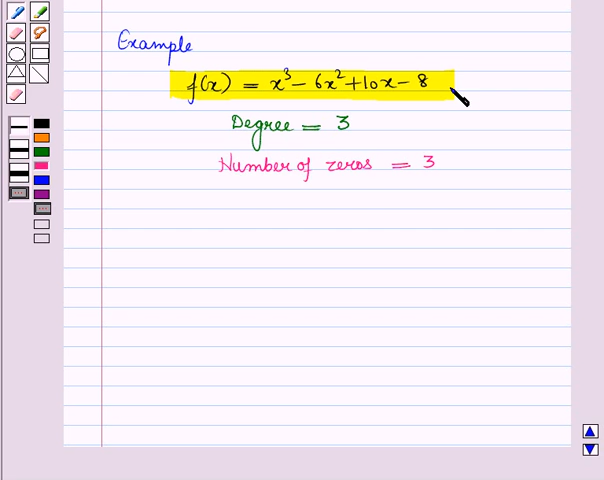 Example
f(x) = x³ - 6x² + 10x - 8
Degree = 3
Number of zeros = 3